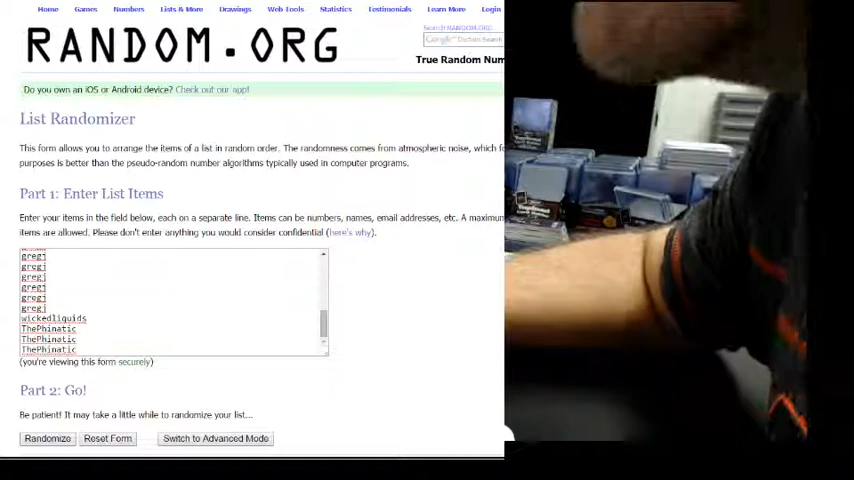 Home Games Numbers Lists & More Drawings Web Tools Statistics Testimonials Learn More Login
RANDOM.ORG
Search RANDOM.ORG
Google Custom Search
True Random Num
Do you own an iOS or Android device? Check out our app!
List Randomizer
This form allows you to arrange the items of a list in random order. The randomness comes from atmospheric noise, which fo
purposes is better than the pseudo-random number algorithms typically used in computer programs.
Part 1: Enter List Items
Enter your items in the field below, each on a separate line. Items can be numbers, names, email addresses, etc. A maximum
items are allowed. Please don't enter anything you would consider confidential (here's why).
gregj
gregj
gregj
gregj
gregj
gregj
wickedliquids
ThePhinatic
ThePhinatic
ThePhinatic
(you're viewing this form securely)
Part 2: Go!
Be patient! It may take a little while to randomize your list...
Randomize Reset Form Switch to Advanced Mode